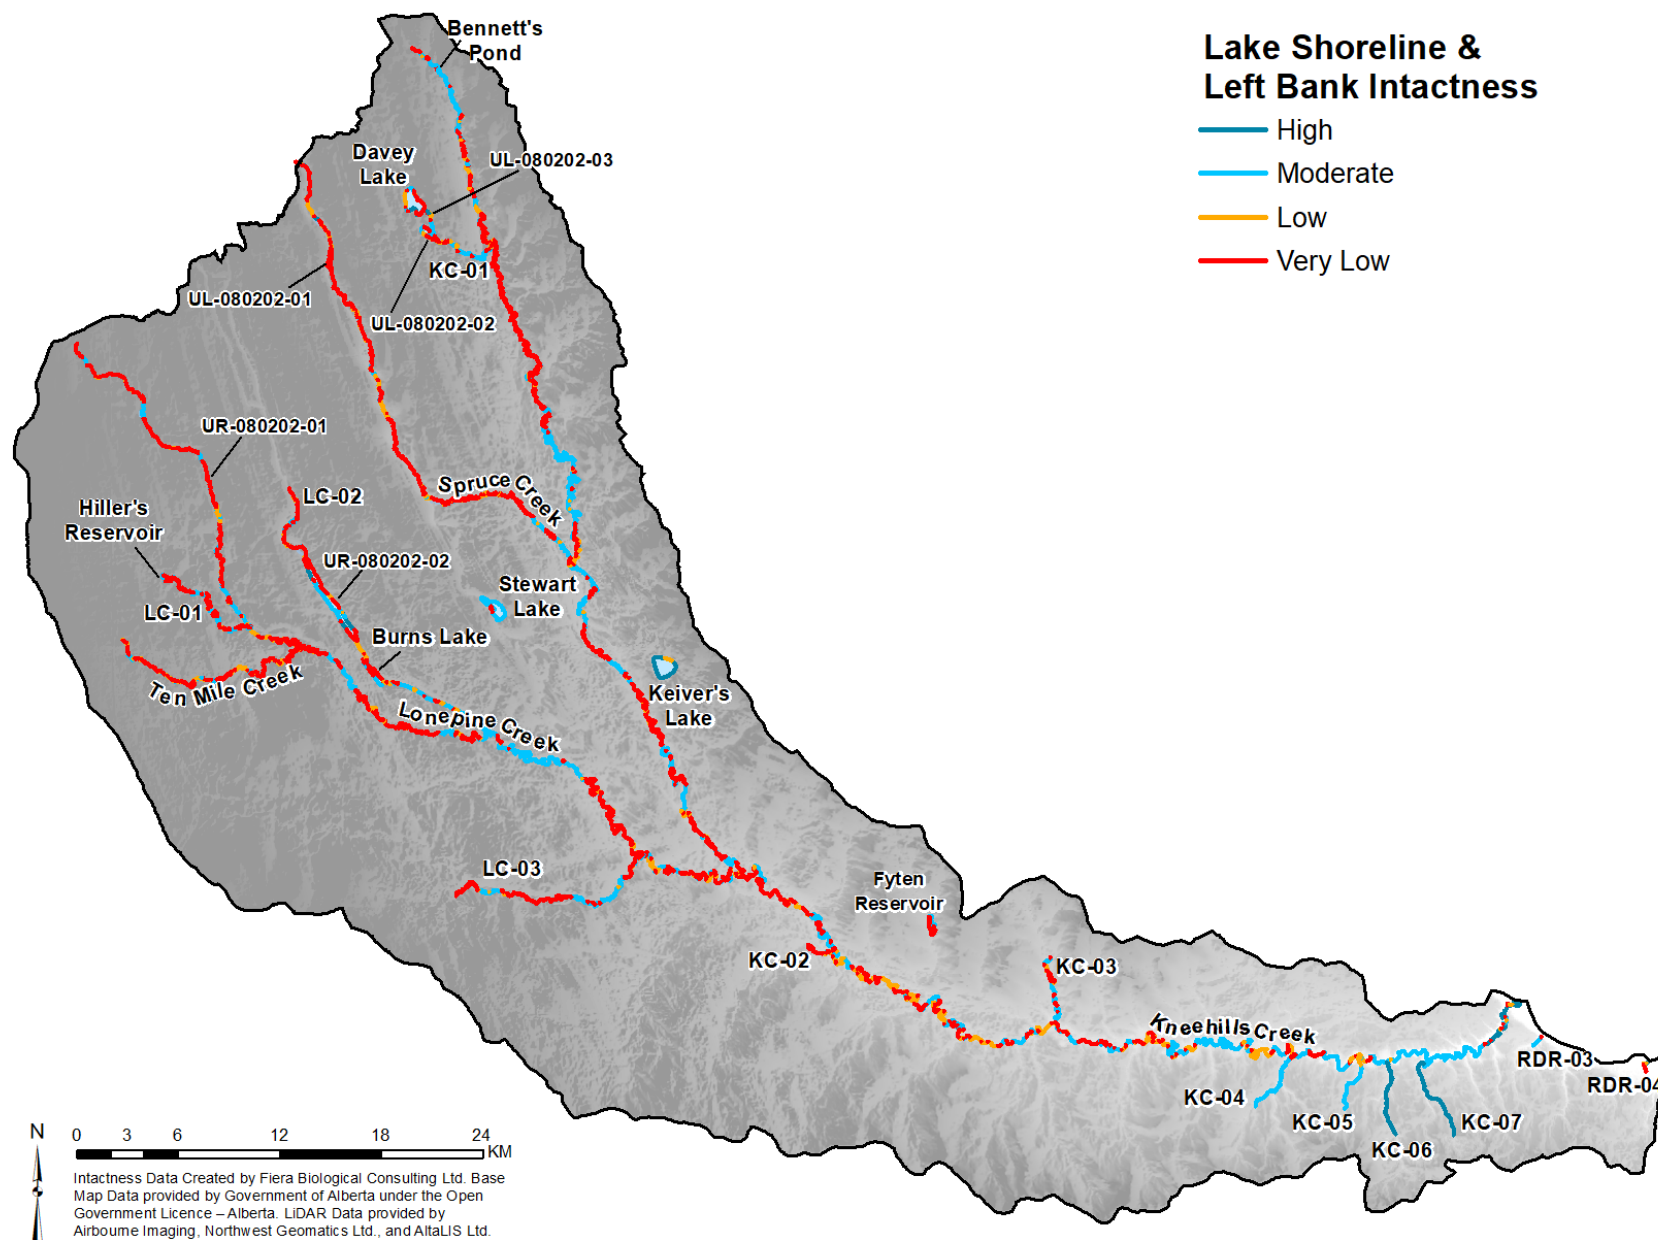 Bennett's
Pond
Lake Shoreline &
Left Bank Intactness
High
Moderate
Low
Very Low
Davey
Lake
UL-080202-03
KC-01
UL-080202-01
UL-080202-02
UR-080202-01
LC-02
Spruce Creek
Hiller's
Reservoir
UR-080202-02
Stewart
Lake
LC-01
Burns Lake
Ten Mile Creek
Keiver's
Lake
Lonepine Creek
LC-03
Fyten
Reservoir
KC-02
KC-03
Kneehills Creek
RDR-03
RDR-04
KC-04
KC-05
KC-06
KC-07
N
0 3 6 12 18 24
KM
Intactness Data Created by Fiera Biological Consulting Ltd. Base
Map Data provided by Government of Alberta under the Open
Government Licence – Alberta. LiDAR Data provided by
Airboume Imaging, Northwest Geomatics Ltd., and AltaLIS Ltd.